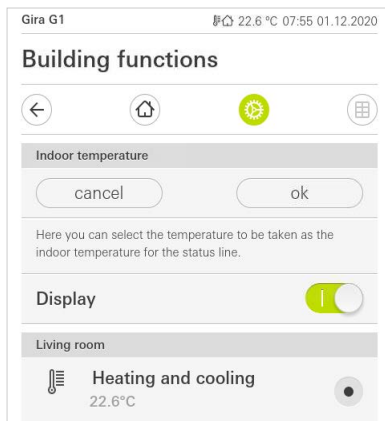 Gira G1 22.6 °C 07:55 01.12.2020
Building functions
Indoor temperature
cancel ok
Here you can select the temperature to be taken as the
indoor temperature for the status line.
Display
Living room
Heating and cooling
22.6°C